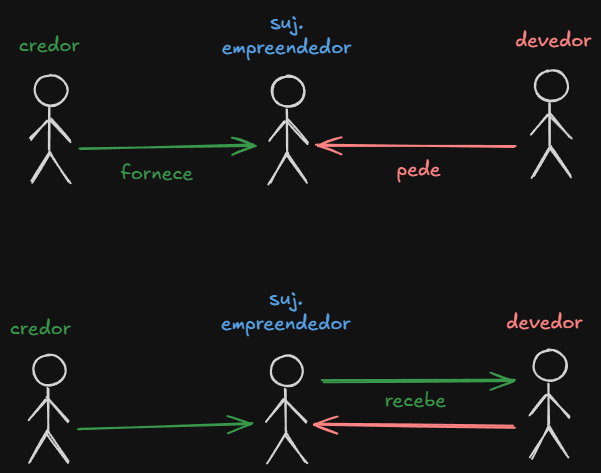 credor
suj.
empreendedor
devedor
fornece
pede
credor
suj.
empreendedor
devedor
recebe